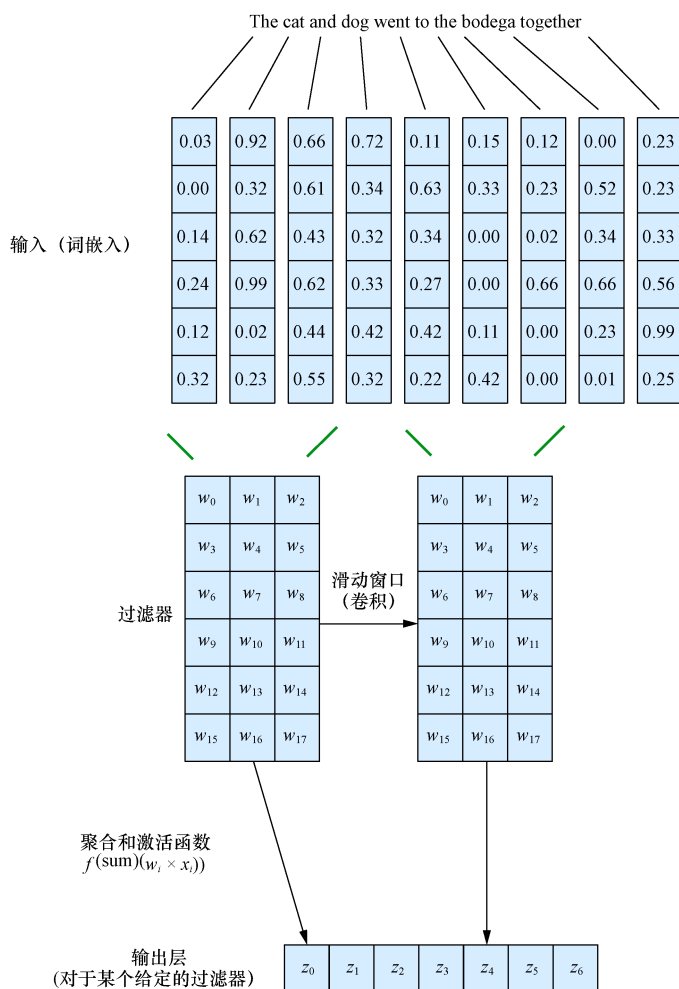 The cat and dog went to the bodega together
0.03 0.92 0.66 0.72 0.11 0.15 0.12 0.00 0.23
0.00 0.32 0.61 0.34 0.63 0.33 0.23 0.52 0.23
0.14 0.62 0.43 0.32 0.34 0.00 0.02 0.34 0.33
输入（词嵌入）
0.24 0.99 0.62 0.33 0.27 0.00 0.66 0.66 0.56
0.12 0.02 0.44 0.42 0.42 0.11 0.00 0.23 0.99
0.32 0.23 0.55 0.32 0.22 0.42 0.00 0.01 0.25
w₀ w₁ w₂ w₀ w₁ w₂
w₃ w₄ w₅ w₃ w₄ w₅
滑动窗口
（卷积）
w₆ w₇ w₈ w₆ w₇ w₈
过滤器
w₉ w₁₀ w₁₁ w₉ w₁₀ w₁₁
w₁₂ w₁₃ w₁₄ w₁₂ w₁₃ w₁₄
w₁₅ w₁₆ w₁₇ w₁₅ w₁₆ w₁₇
聚合和激活函数
f(sum)(wᵢ × xᵢ))
输出层
(对于某个给定的过滤器）
z₀ z₁ z₂ z₃ z₄ z₅ z₆